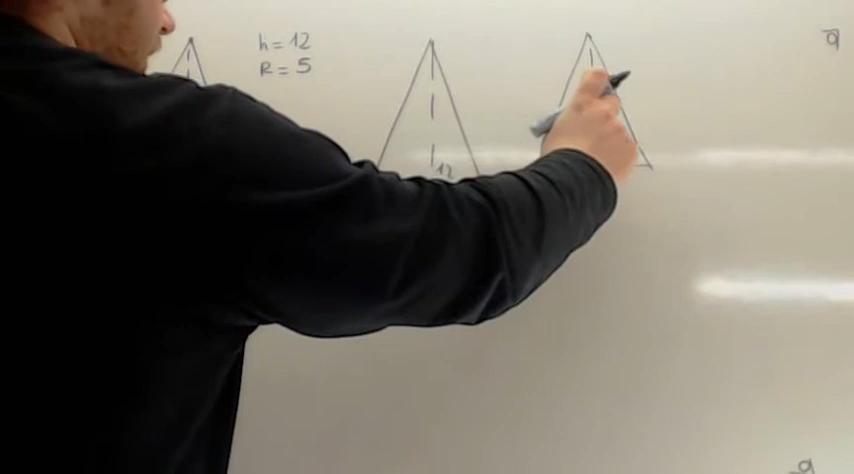 h = 12
R = 5
12
a
a